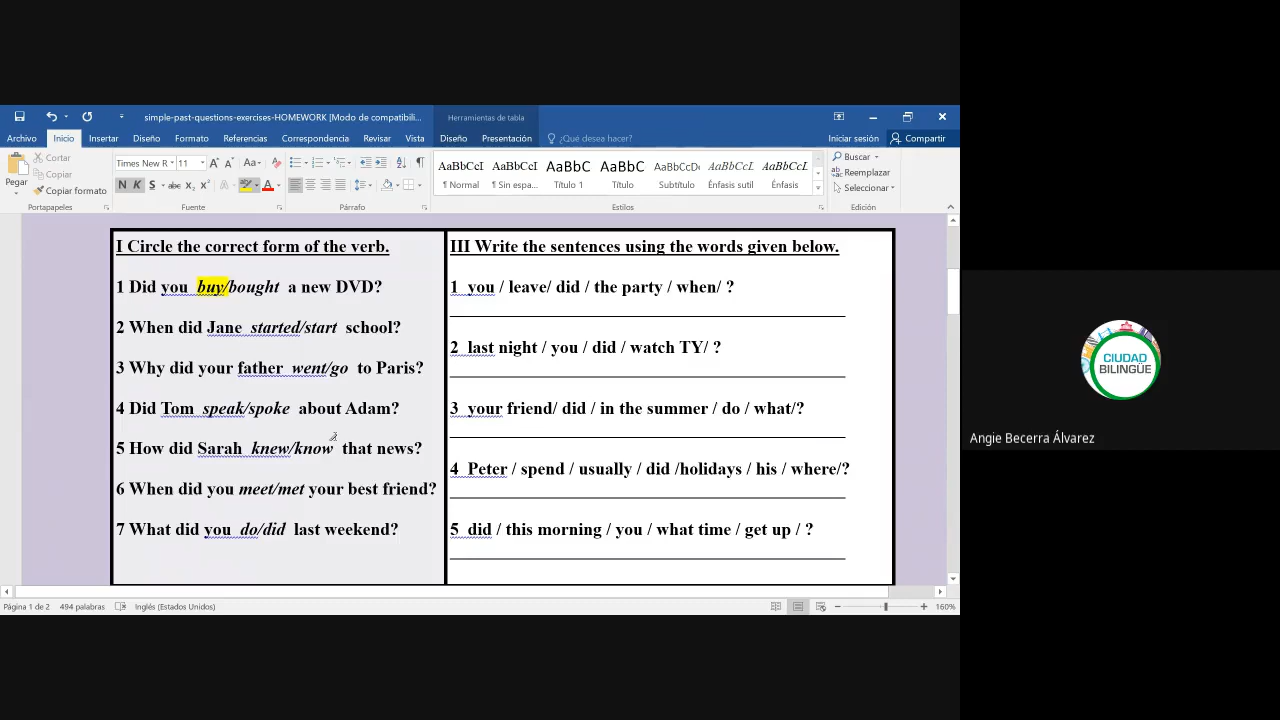 simple-past-questions-exercises-HOMEWORK [Modo de compatibili...
Herramientas de tabla
Archivo Inicio Insertar Diseño Formato Referencias Correspondencia Revisar Vista Diseño Presentación ¿Qué desea hacer? Iniciar sesión Compartir
Pegar
Cortar
Copiar
Copiar formato
Portapapeles
Times New R 11
N K S abc x₂ x²
Fuente
Párrafo
AaBbCcI AaBbCcI AaBbC AaBbC AaBbCcD AaBbCcI AaBbCcL
¶ Normal ¶ Sin espa... Título 1 Título Subtítulo Énfasis sutil Énfasis
Estilos
Buscar
Reemplazar
Seleccionar
Edición
I Circle the correct form of the verb.
1 Did you buy/bought a new DVD?
2 When did Jane started/start school?
3 Why did your father went/go to Paris?
4 Did Tom speak/spoke about Adam?
5 How did Sarah knew/know that news?
6 When did you meet/met your best friend?
7 What did you do/did last weekend?
III Write the sentences using the words given below.
1 you / leave/ did / the party / when/ ?
2 last night / you / did / watch TY/ ?
3 your friend/ did / in the summer / do / what/?
4 Peter / spend / usually / did /holidays / his / where/?
5 did / this morning / you / what time / get up / ?
Página 1 de 2 494 palabras Inglés (Estados Unidos) 160%
CIUDAD
BILINGÜE
Angie Becerra Álvarez